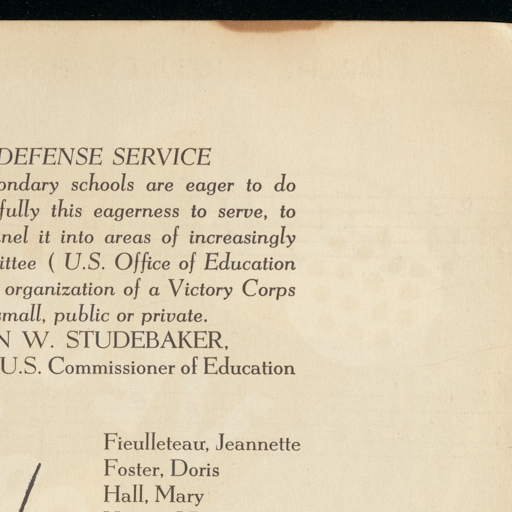 DEFENSE SERVICE
ondary schools are eager to do
fully this eagerness to serve, to
nel it into areas of increasingly
ittee ( U.S. Office of Education
organization of a Victory Corps
small, public or private.
N W. STUDEBAKER,
U.S. Commissioner of Education
Fieulleteau, Jeannette
Foster, Doris
Hall, Mary